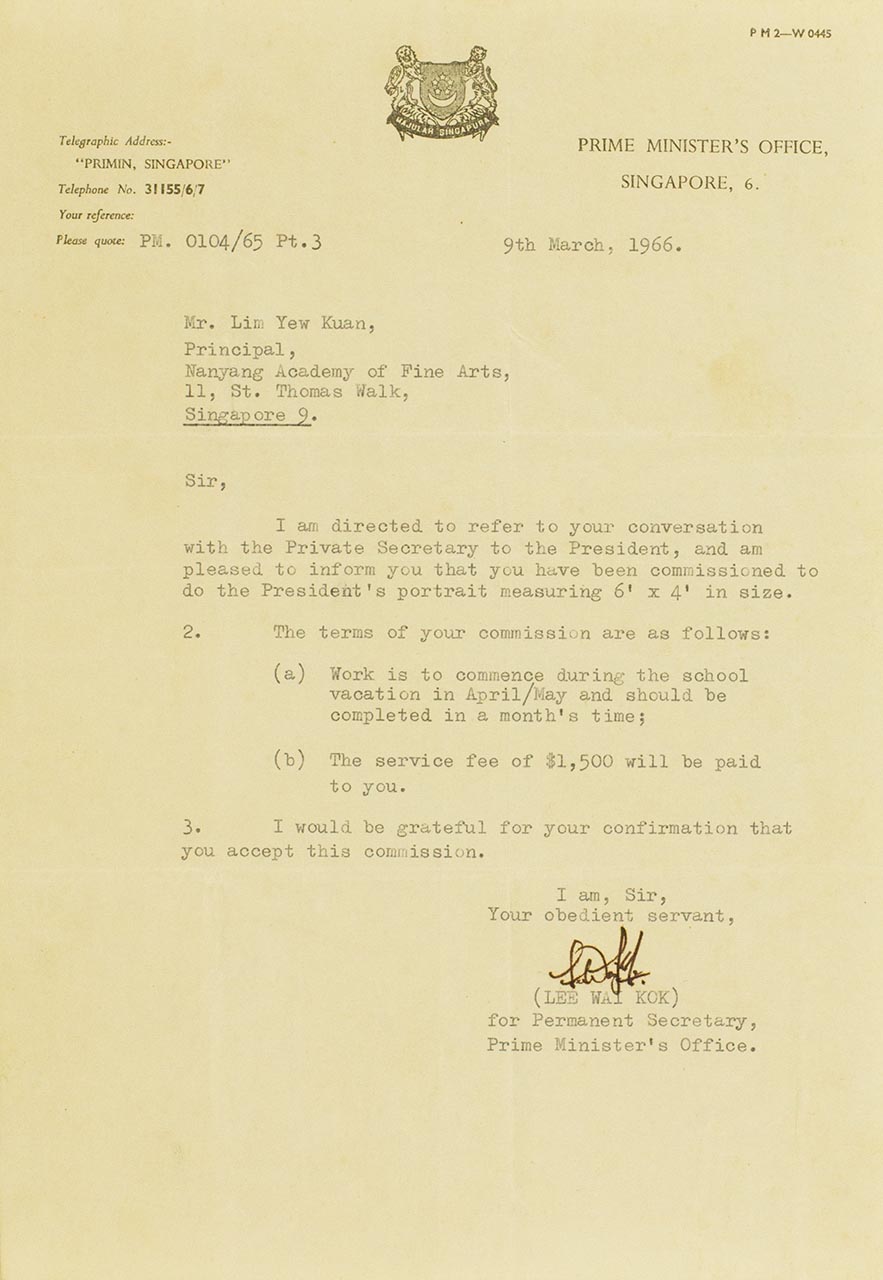 P M 2—W 0445
MAJULAH SINGAPURA
Telegraphic Address:-
"PRIMIN, SINGAPORE"
Telephone No. 31155/6/7
Your reference:
Please quote: PM. 0104/65 Pt.3
PRIME MINISTER'S OFFICE,
SINGAPORE, 6.
9th March, 1966.
Mr. Lim Yew Kuan,
Principal,
Nanyang Academy of Fine Arts,
11, St. Thomas Walk,
Singapore 9.
Sir,
I am directed to refer to your conversation
with the Private Secretary to the President, and am
pleased to inform you that you have been commissioned to
do the President's portrait measuring 6' x 4' in size.
2. The terms of your commission are as follows:
(a) Work is to commence during the school
vacation in April/May and should be
completed in a month's time;
(b) The service fee of $1,500 will be paid
to you.
3. I would be grateful for your confirmation that
you accept this commission.
I am, Sir,
Your obedient servant,
(LEE WAI KOK)
for Permanent Secretary,
Prime Minister's Office.